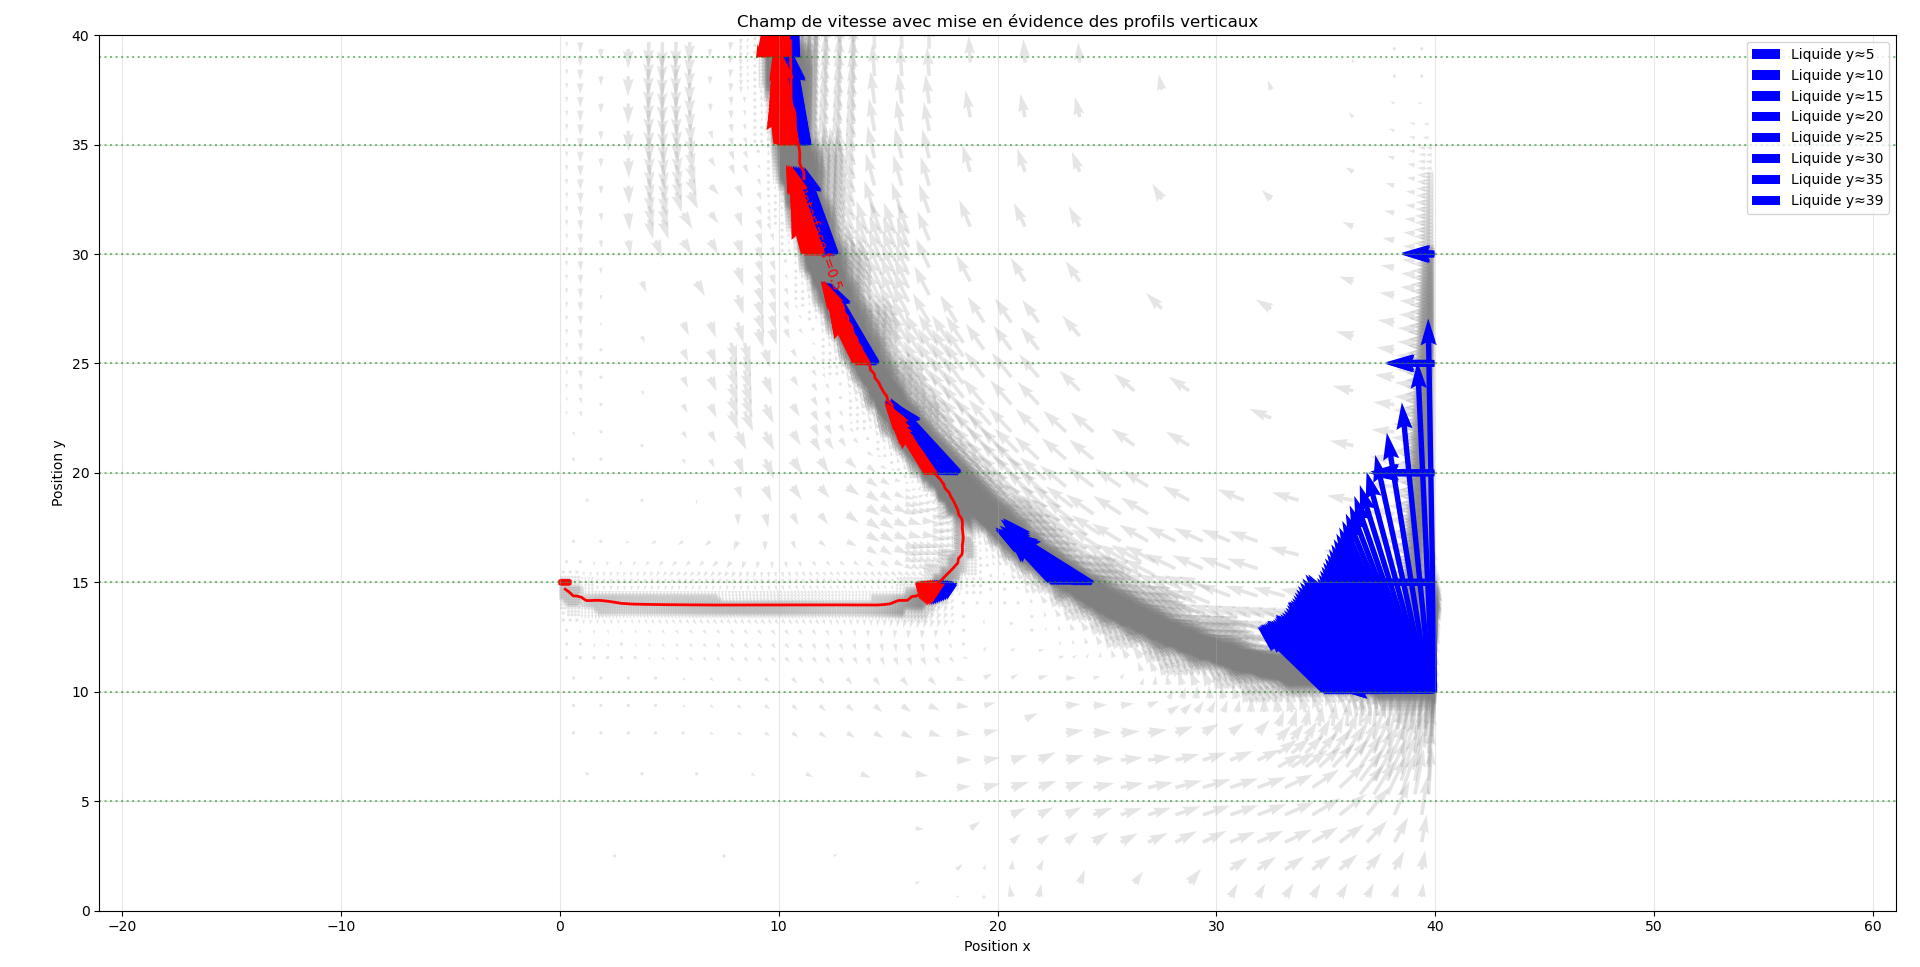 Champ de vitesse avec mise en évidence des profils verticaux
Position y
40
35
30
25
20
15
10
5
0
Liquide y≈5
Liquide y≈10
Liquide y≈15
Liquide y≈20
Liquide y≈25
Liquide y≈30
Liquide y≈35
Liquide y≈39
−20
−10
0
10
20
30
40
50
60
Position x